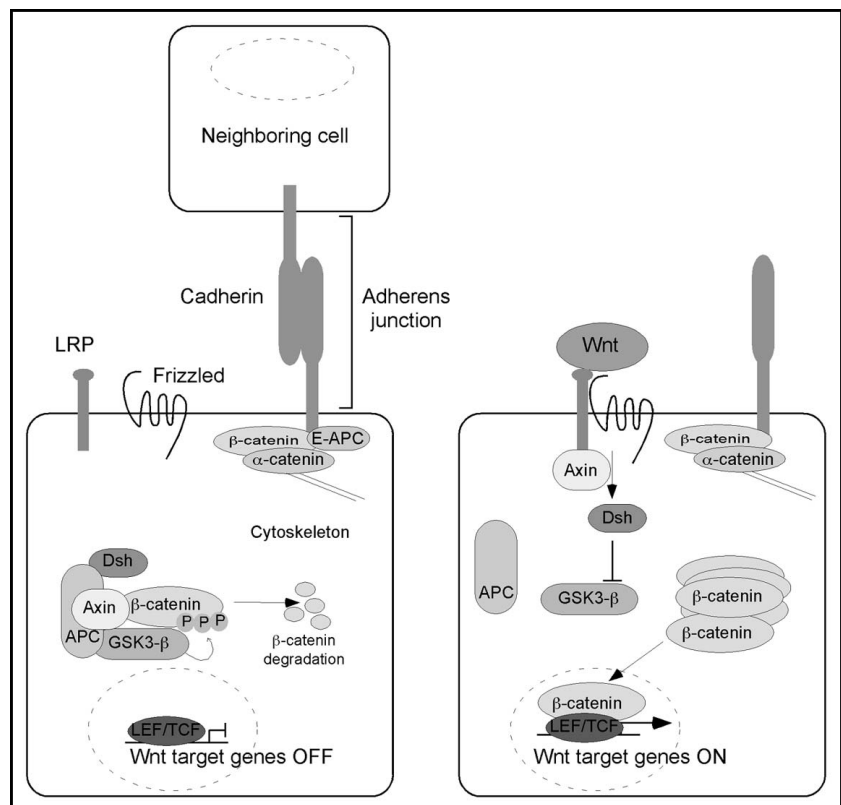 Neighboring cell
Cadherin
Adherens
junction
LRP
Frizzled
β-catenin
E-APC
α-catenin
Cytoskeleton
Dsh
Axin
β-catenin
P P P
APC
GSK3-β
β-catenin
degradation
LEF/TCF
Wnt target genes OFF
Wnt
β-catenin
α-catenin
Axin
Dsh
APC
GSK3-β
β-catenin
β-catenin
β-catenin
LEF/TCF
Wnt target genes ON